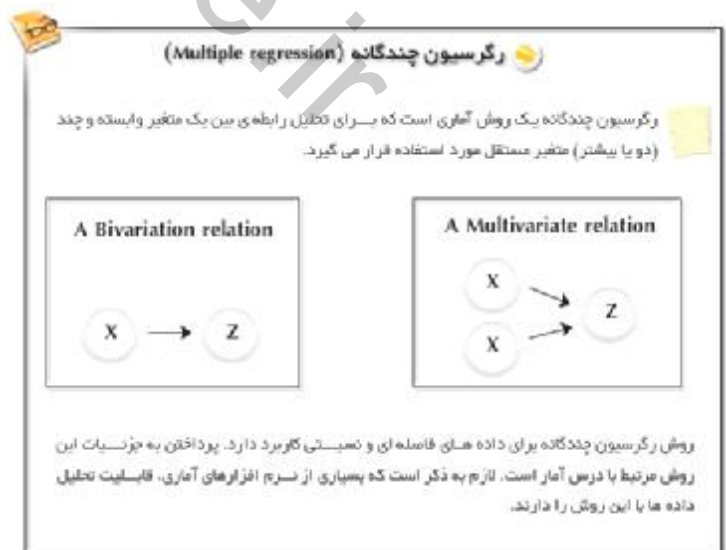 رگرسیون چندگانه (Multiple regression)
رگرسیون چندگانه یک روش آماری است که برای تحلیل رابطه ی بین یک متغیر وابسته و چند
(دو یا بیشتر) متغیر مستقل مورد استفاده قرار می گیرد.
A Bivariation relation
X → Z
A Multivariate relation
X
Z
X
روش رگرسیون چندگانه برای داده های فاصله ای و نسبتی کاربرد دارد. پرداختن به جزئیات این
روش مرتبط با درس آمار است. لازم به ذکر است که بسیاری از نرم افزارهای آماری، قابلیت تحلیل
داده ها با این روش را دارند.